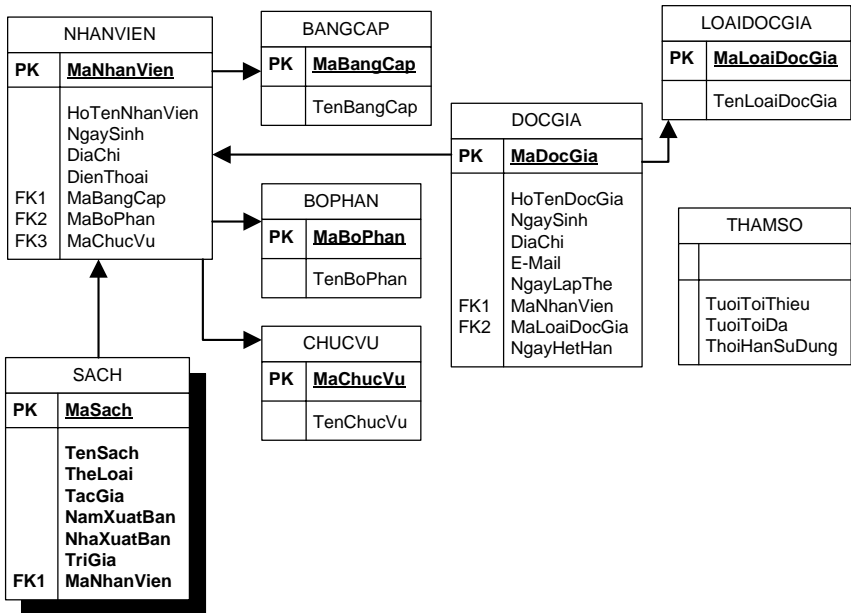 NHANVIEN
PK MaNhanVien
HoTenNhanVien
NgaySinh
DiaChi
DienThoai
FK1 MaBangCap
FK2 MaBoPhan
FK3 MaChucVu
BANGCAP
PK MaBangCap
TenBangCap
LOAIDOCGIA
PK MaLoaiDocGia
TenLoaiDocGia
DOCGIA
PK MaDocGia
HoTenDocGia
NgaySinh
DiaChi
E-Mail
NgayLapThe
FK1 MaNhanVien
FK2 MaLoaiDocGia
NgayHetHan
BOPHAN
PK MaBoPhan
TenBoPhan
THAMSO
TuoiToiThieu
TuoiToiDa
ThoiHanSuDung
CHUCVU
PK MaChucVu
TenChucVu
SACH
PK MaSach
TenSach
TheLoai
TacGia
NamXuatBan
NhaXuatBan
TriGia
FK1 MaNhanVien